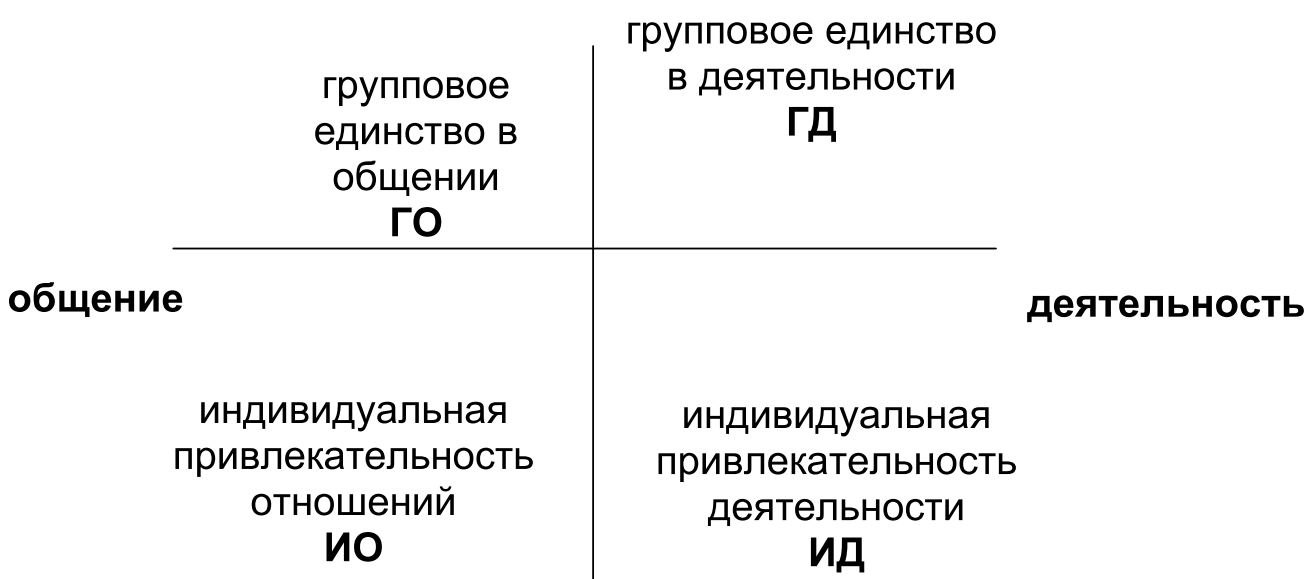 групповое
единство в
общении
ГО
групповое единство
в деятельности
ГД
общение
деятельность
индивидуальная
привлекательность
отношений
ИО
индивидуальная
привлекательность
деятельности
ИД